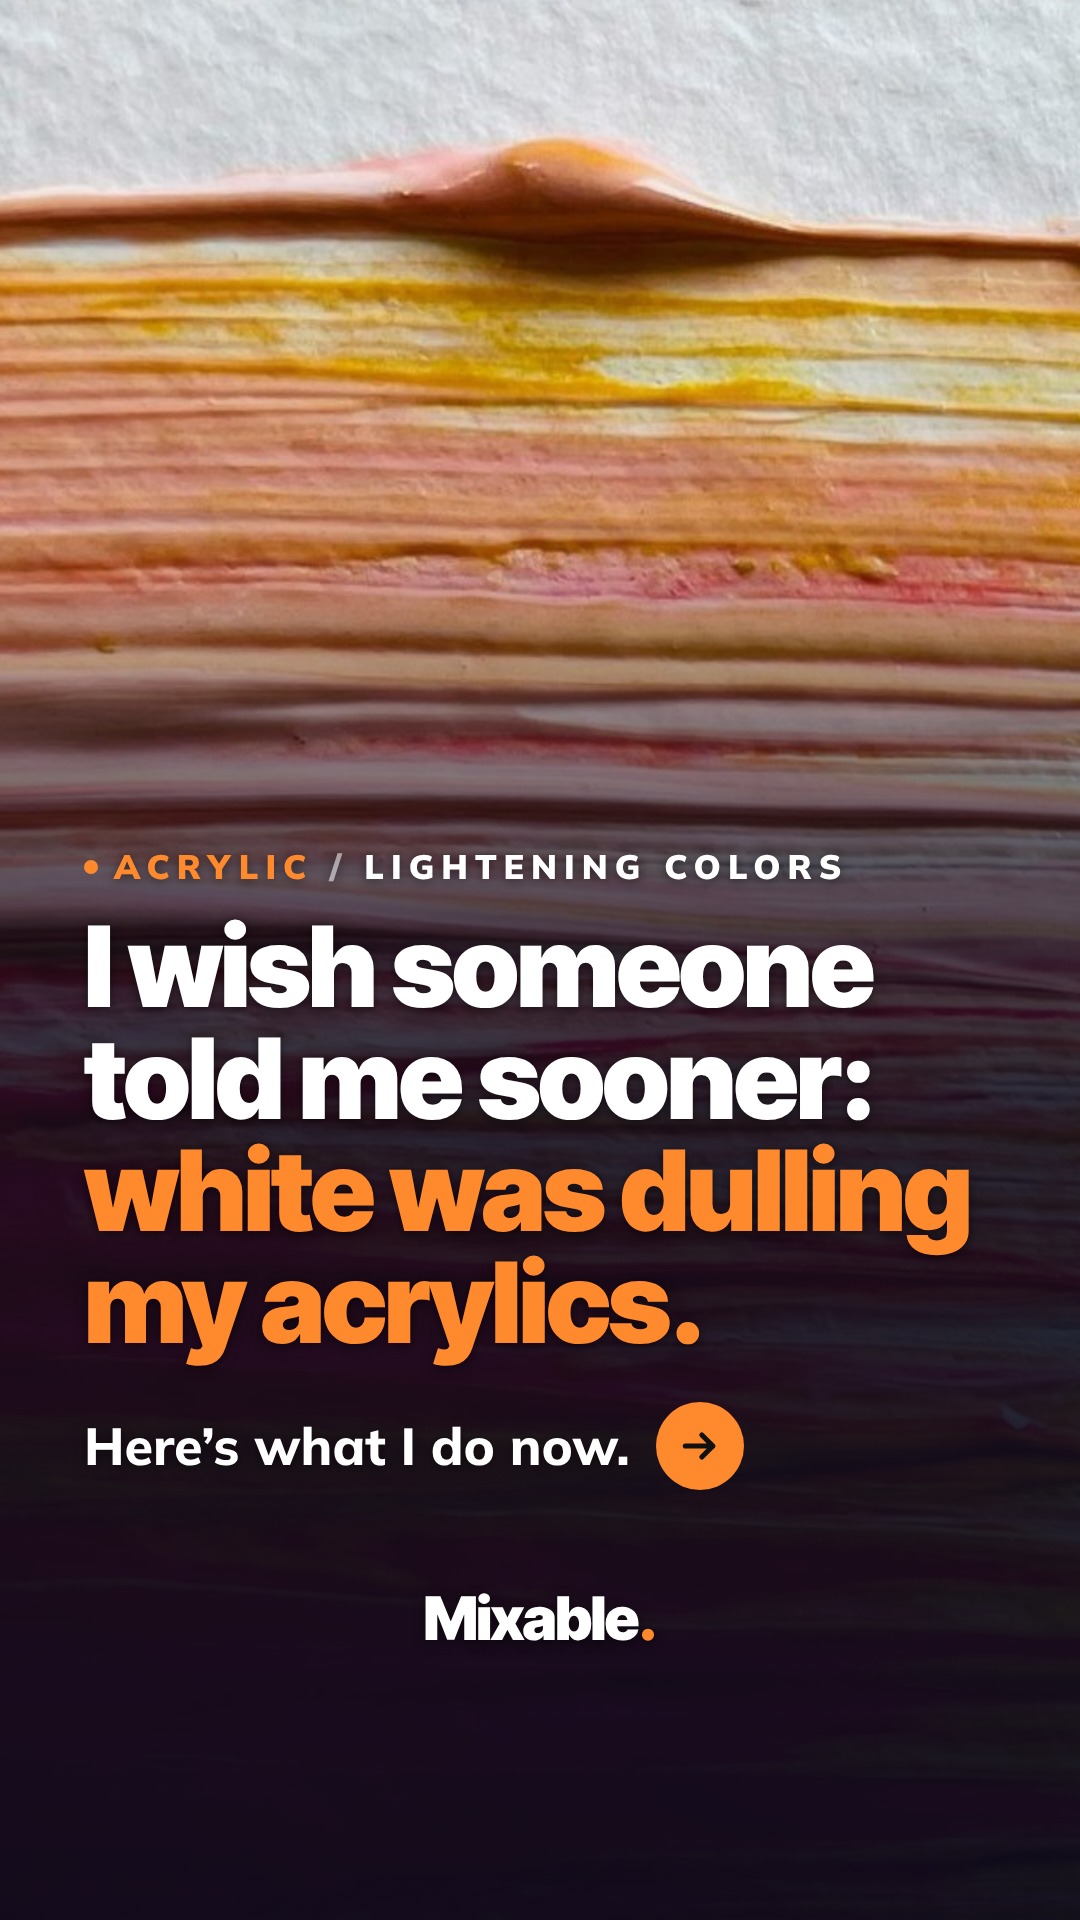 • ACRYLIC / LIGHTENING COLORS
I wish someone
told me sooner:
white was dulling
my acrylics.
Here’s what I do now. →
Mixable.